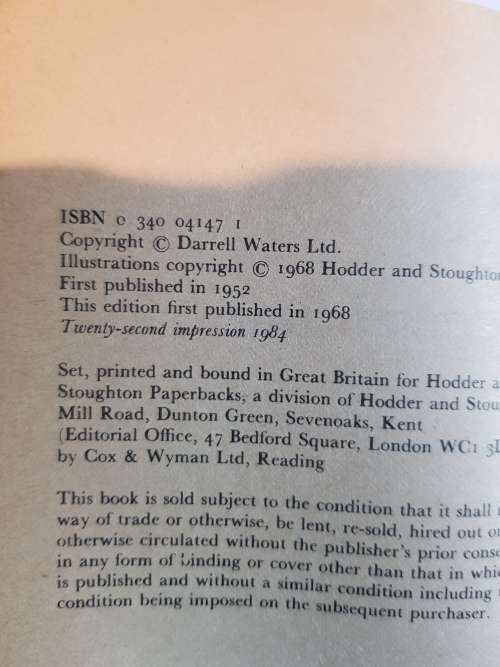 ISBN 0 340 04147 1
Copyright © Darrell Waters Ltd.
Illustrations copyright © 1968 Hodder and Stoughton
First published in 1952
This edition first published in 1968
Twenty-second impression 1984
Set, printed and bound in Great Britain for Hodder
Stoughton Paperbacks, a division of Hodder and
Mill Road, Dunton Green, Sevenoaks, Kent
(Editorial Office, 47 Bedford Square, London WC1
by Cox & Wyman Ltd, Reading
This book is sold subject to the condition that it shall
way of trade or otherwise, be lent, re-sold, hired out
otherwise circulated without the publisher's prior
in any form of binding or cover other than that in
is published and without a similar condition including
condition being imposed on the subsequent purchaser.